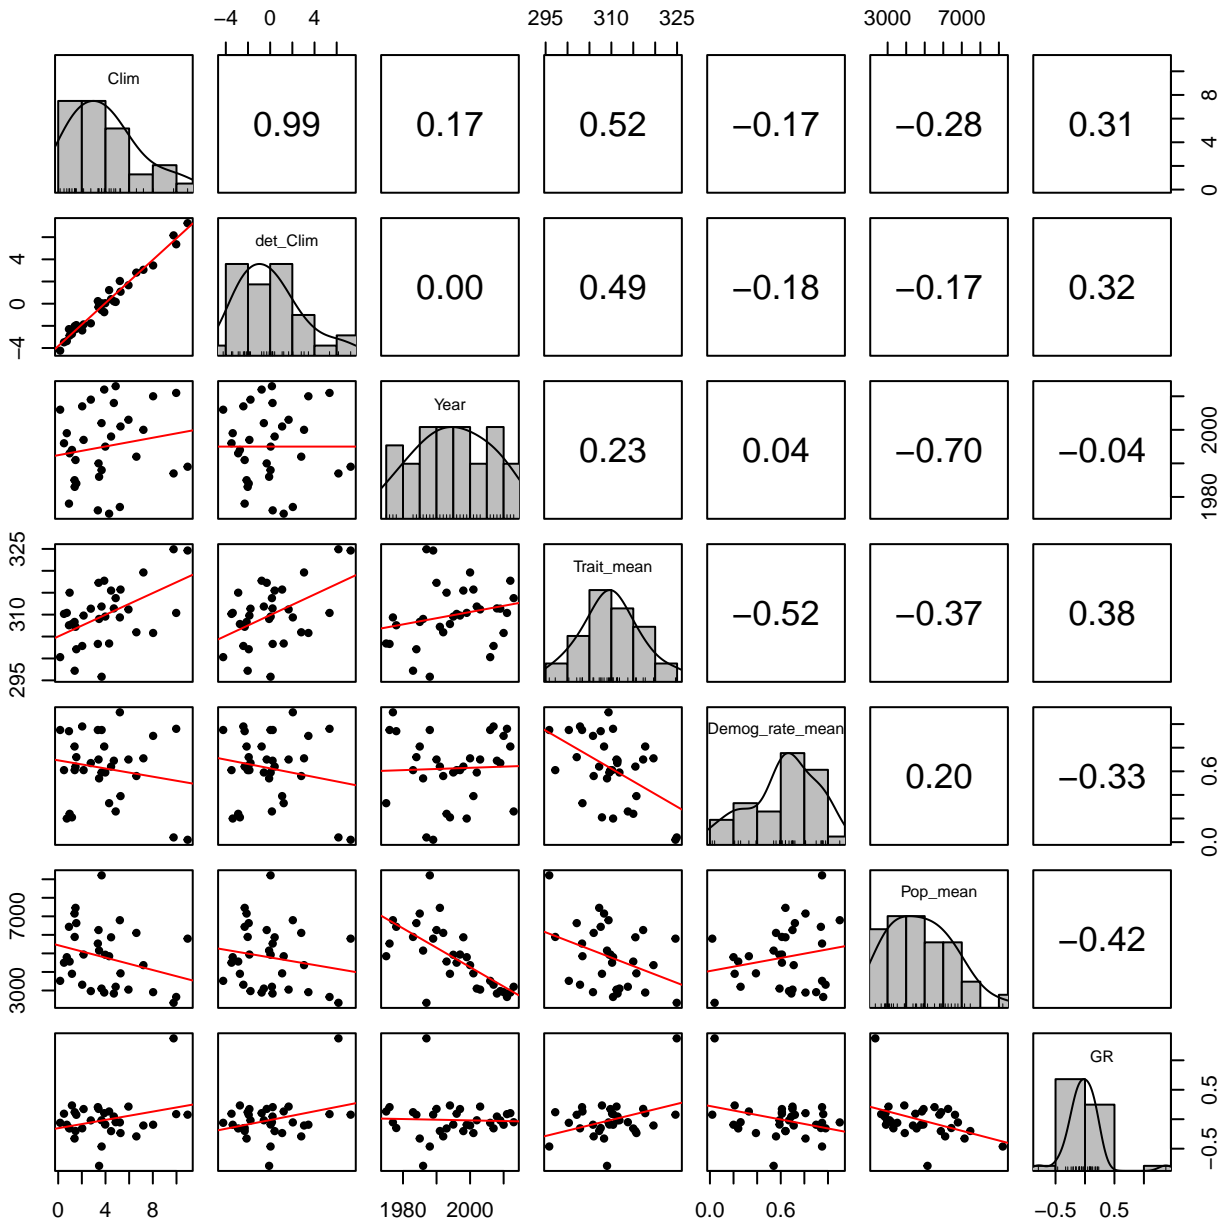 −4 0 4 295 310 325 3000 7000
Clim
0.99 0.17 0.52 −0.17 −0.28 0.31
0 4 8
−4 0 4
det_Clim
0.00 0.49 −0.18 −0.17 0.32
Year
0.23 0.04 −0.70 −0.04
1980 2000
295 310 325
Trait_mean
−0.52 −0.37 0.38
Demog_rate_mean
0.20 −0.33
0.0 0.6
3000 7000
Pop_mean
−0.42
GR
−0.5 0.5
0 4 8 1980 2000 0.0 0.6 −0.5 0.5